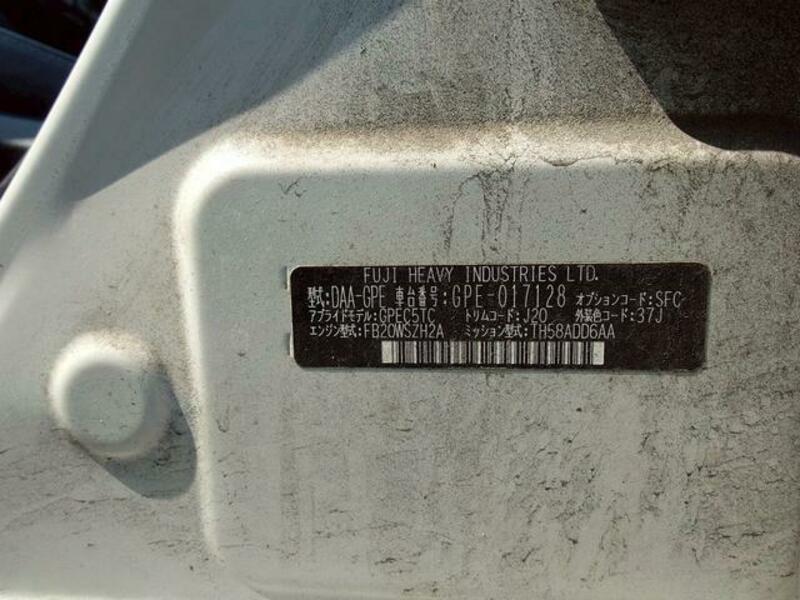 FUJI HEAVY INDUSTRIES LTD.
型式:DAA-GPE 車台番号:GPE-017128 オプションコード:SFC
アプライドモデル:GPEC5TC トリムコード:J20 外装色コード:37J
エンジン型式:FB20WSZH2A ミッション型式:TH58ADD6AA